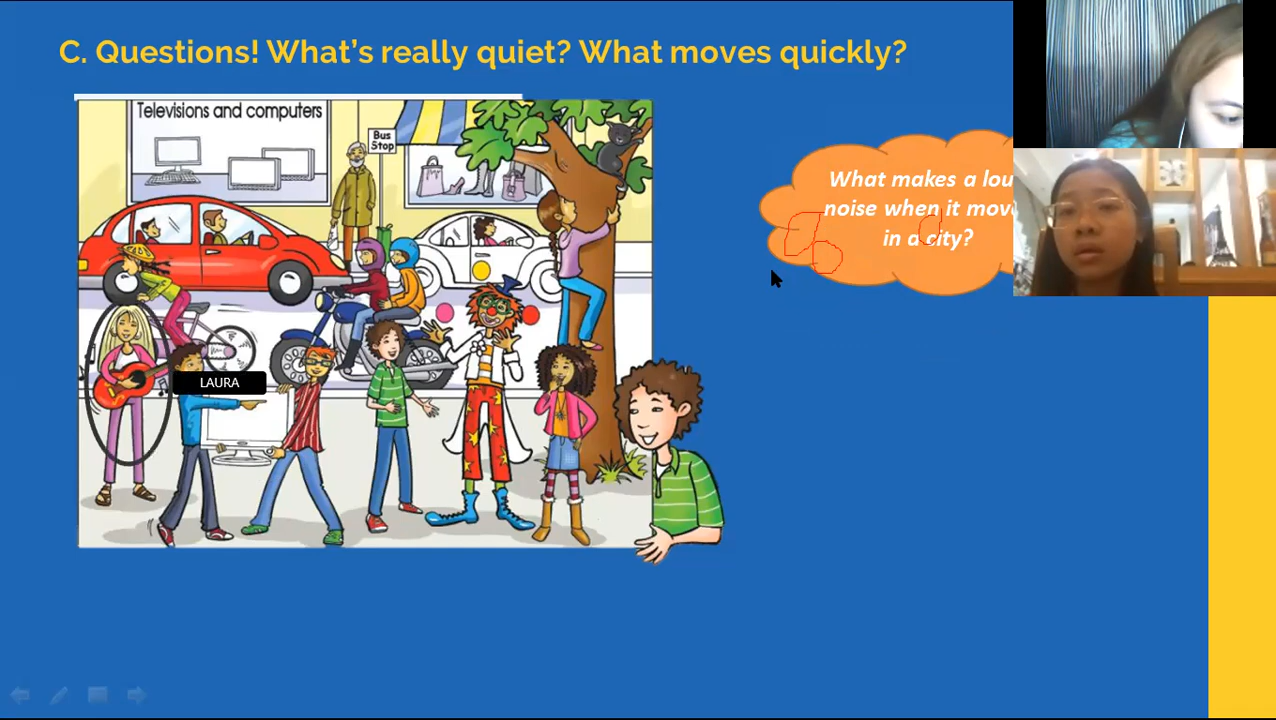 C. Questions! What's really quiet? What moves quickly?
Televisions and computers
Bus
Stop
What makes a lou
noise when it mov
in a city?
LAURA